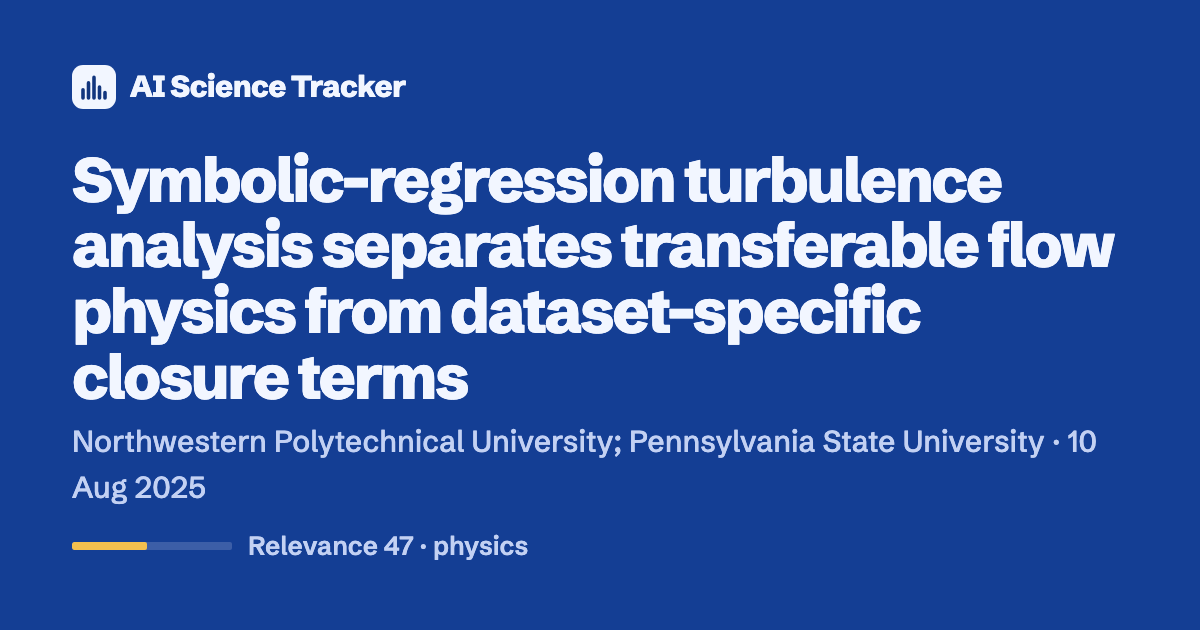 AI Science Tracker
Symbolic-regression turbulence
analysis separates transferable flow
physics from dataset-specific
closure terms
Northwestern Polytechnical University; Pennsylvania State University · 10
Aug 2025
Relevance 47 · physics